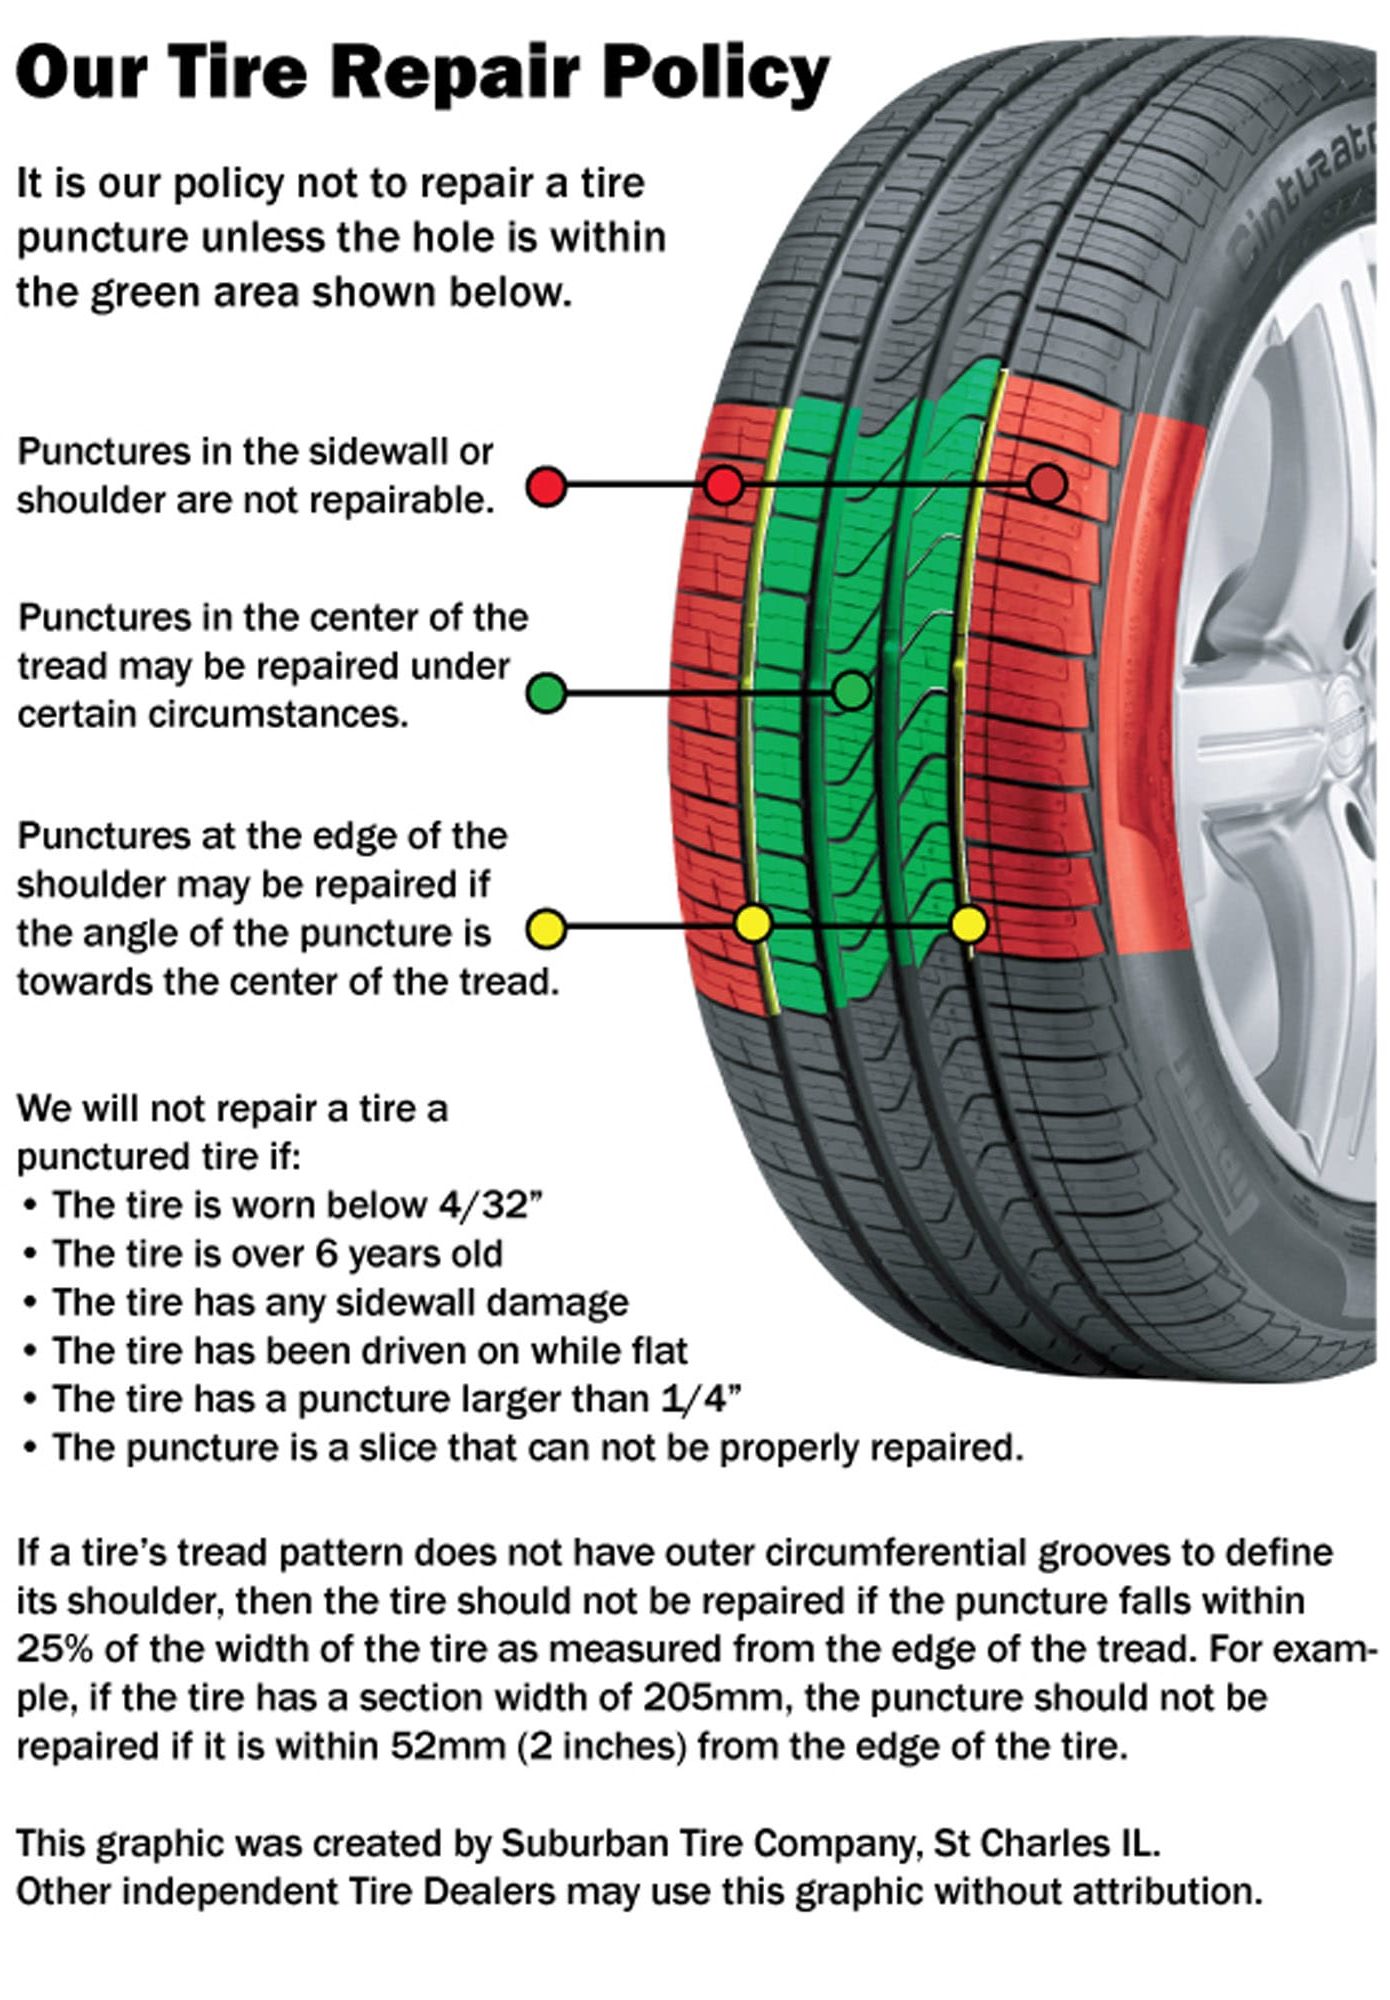 Our Tire Repair Policy
It is our policy not to repair a tire
puncture unless the hole is within
the green area shown below.
Punctures in the sidewall or
shoulder are not repairable.
Punctures in the center of the
tread may be repaired under
certain circumstances.
Punctures at the edge of the
shoulder may be repaired if
the angle of the puncture is
towards the center of the tread.
We will not repair a tire a
punctured tire if:
• The tire is worn below 4/32”
• The tire is over 6 years old
• The tire has any sidewall damage
• The tire has been driven on while flat
• The tire has a puncture larger than 1/4”
• The puncture is a slice that can not be properly repaired.
If a tire’s tread pattern does not have outer circumferential grooves to define
its shoulder, then the tire should not be repaired if the puncture falls within
25% of the width of the tire as measured from the edge of the tread. For exam-
ple, if the tire has a section width of 205mm, the puncture should not be
repaired if it is within 52mm (2 inches) from the edge of the tire.
This graphic was created by Suburban Tire Company, St Charles IL.
Other independent Tire Dealers may use this graphic without attribution.